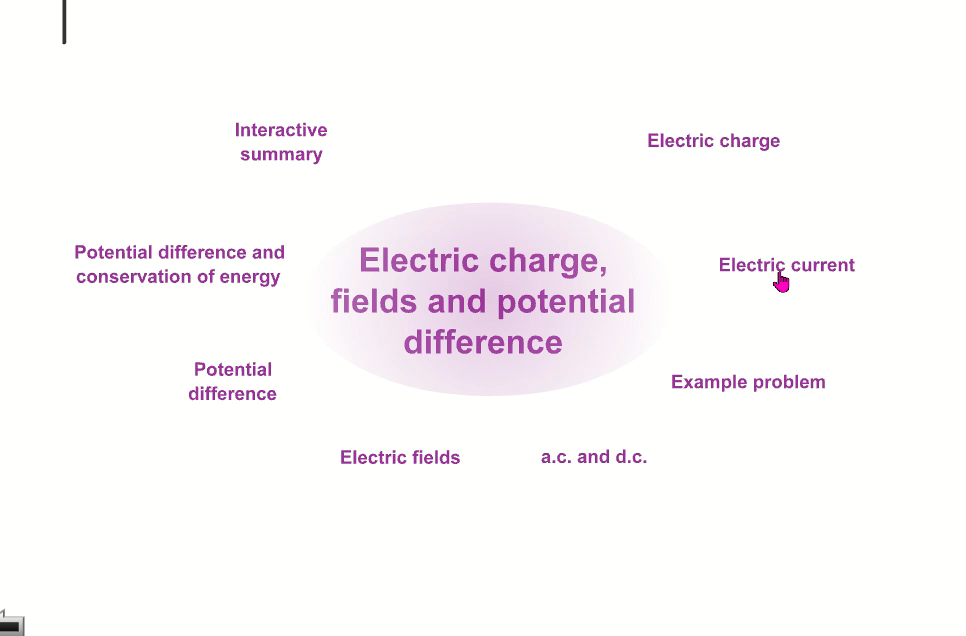 Interactive
summary
Electric charge
Potential difference and
conservation of energy
Electric charge,
fields and potential
difference
Electric current
Potential
difference
Example problem
Electric fields
a.c. and d.c.